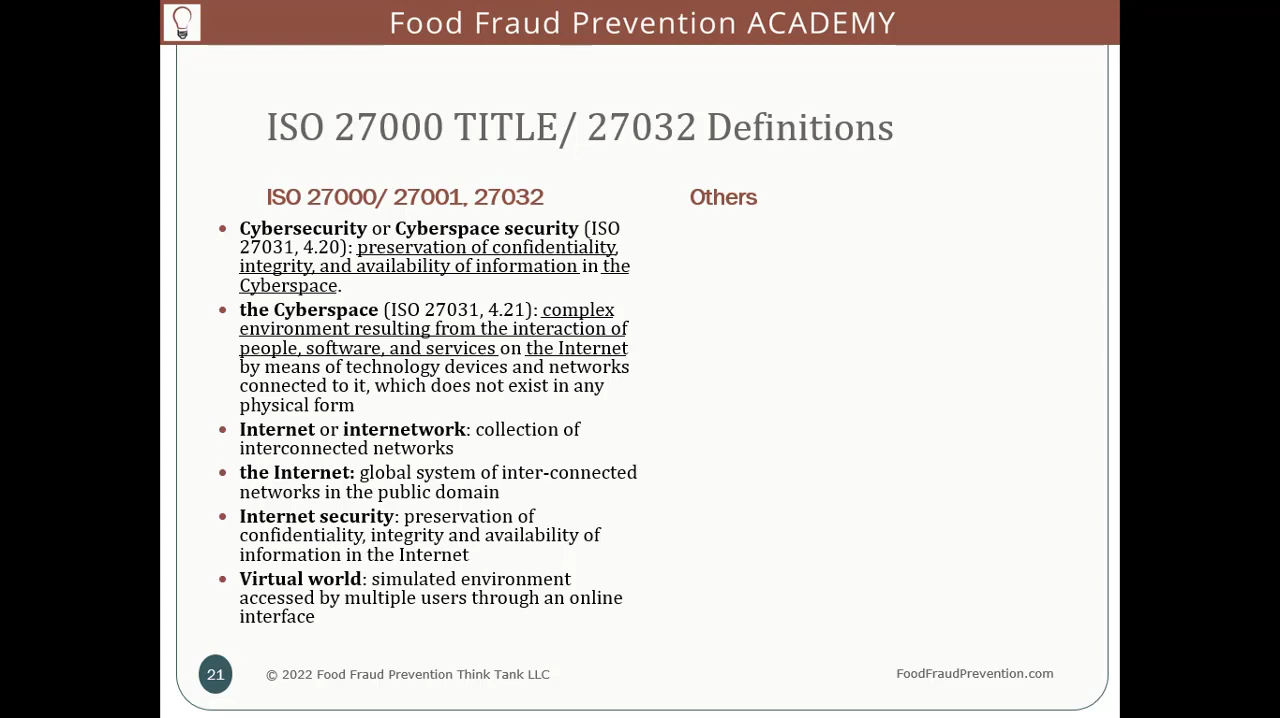 Food Fraud Prevention ACADEMY
ISO 27000 TITLE/ 27032 Definitions
ISO 27000/ 27001, 27032
Cybersecurity or Cyberspace security (ISO
27031, 4.20): preservation of confidentiality,
integrity, and availability of information in the
Cyberspace.
the Cyberspace (ISO 27031, 4.21): complex
environment resulting from the interaction of
people, software, and services on the Internet
by means of technology devices and networks
connected to it, which does not exist in any
physical form
Internet or internetwork: collection of
interconnected networks
the Internet: global system of inter-connected
networks in the public domain
Internet security: preservation of
confidentiality, integrity and availability of
information in the Internet
Virtual world: simulated environment
accessed by multiple users through an online
interface
Others
21
© 2022 Food Fraud Prevention Think Tank LLC
FoodFraudPrevention.com